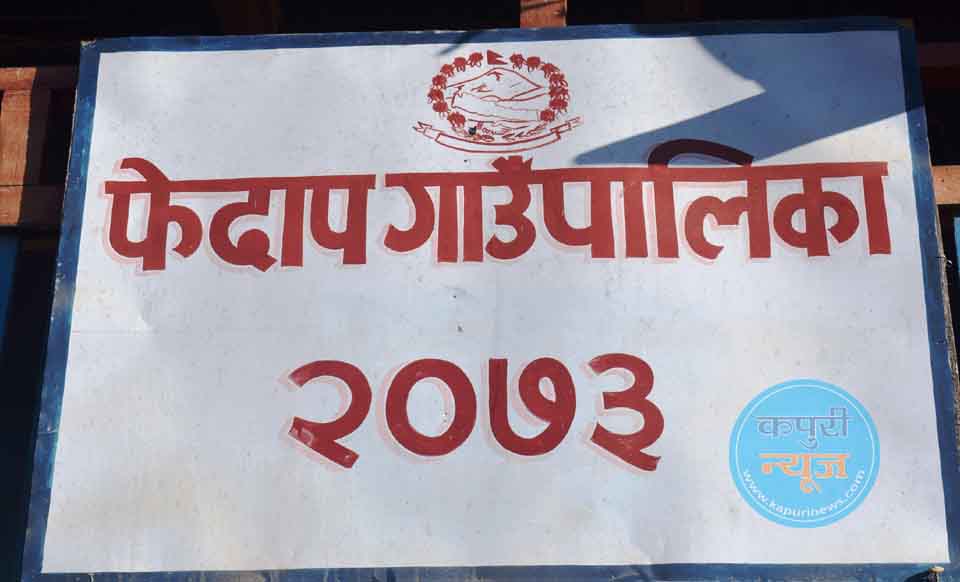 फेदाप गाउँपालिका
२०७३
कपुरी
न्यूज
www.kapurinews.com